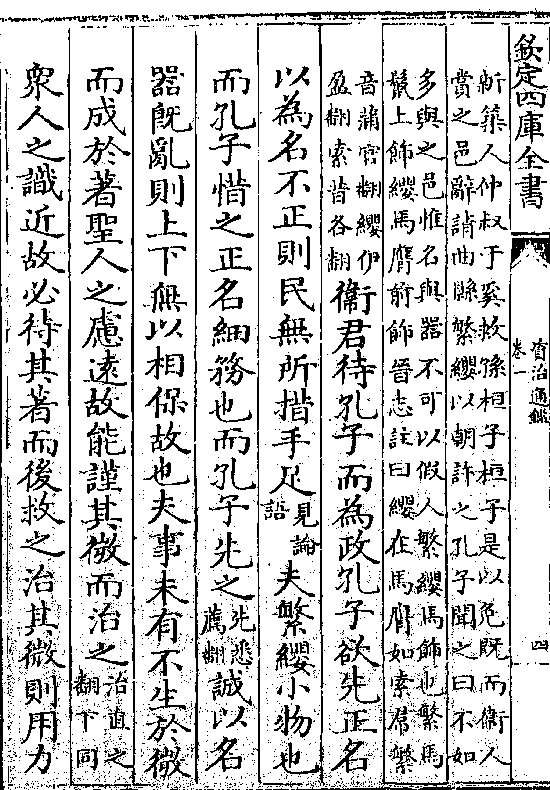 欽定四庫全書
資治通鑑
卷一
四
新築人仲叔于奚救孫桓子桓子是以免既而衛人
賞之邑辭請曲縣繁纓以朝許之孔子聞之曰不如
多與之邑惟名與器不可以假人繁纓馬飾也繁馬
鬛上飾纓馬膺前飾晉志註曰纓在馬膺如索帬繁
音蒲官翻纓伊盈翻索昔各翻衛君待孔子而為政孔子欲先正名
以為名不正則民無所措手足見論語夫繁纓小物也
而孔子惜之正名細務也而孔子先之先悉薦翻誠以名
器既亂則上下無以相保故也夫事未有不生於微
而成於著聖人之慮遠故能謹其微而治之治直之翻下同
衆人之識近故必待其著而後救之治其微則用力